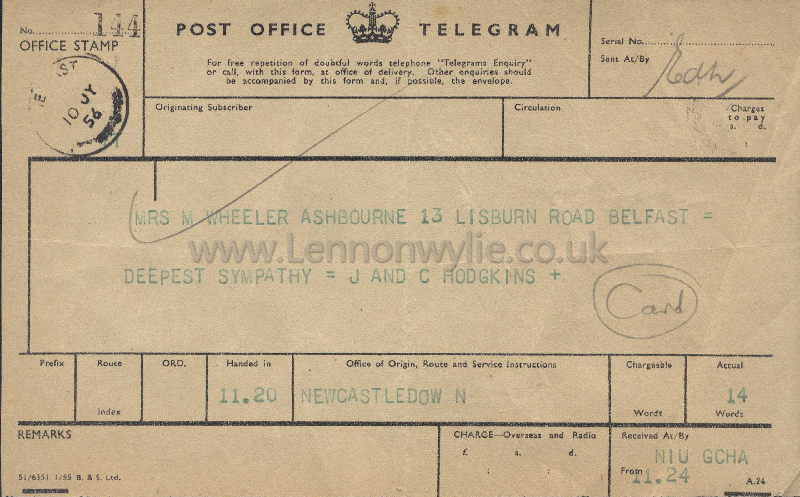 No. 144
POST OFFICE TELEGRAM
OFFICE STAMP
For free repetition of doubtful words telephone "Telegrams Enquiry"
or call, with this form, at office of delivery. Other enquiries should
be accompanied by this form and, if possible, the envelope.
Serial No.
Sent At/By
10 JY
56
Originating Subscriber
Circulation
Charges
to pay
s. d.
:
MRS M WHEELER ASHBOURNE 13 LISBURN ROAD BELFAST =
www.Lennonwylie.co.uk
DEEPEST SYMPATHY = J AND C HODGKINS +
Card
Prefix Route ORD. Handed in Office of Origin, Route and Service Instructions Chargeable Actual
11.20 NEWCASTLEDOW N 14
Index Words Words
REMARKS
CHARGE—Overseas and Radio
f. s. d.
: :
Received At/By
NIU GCHA
From 11.24
51/6351 1/55 B. & S. Ltd.
A.24